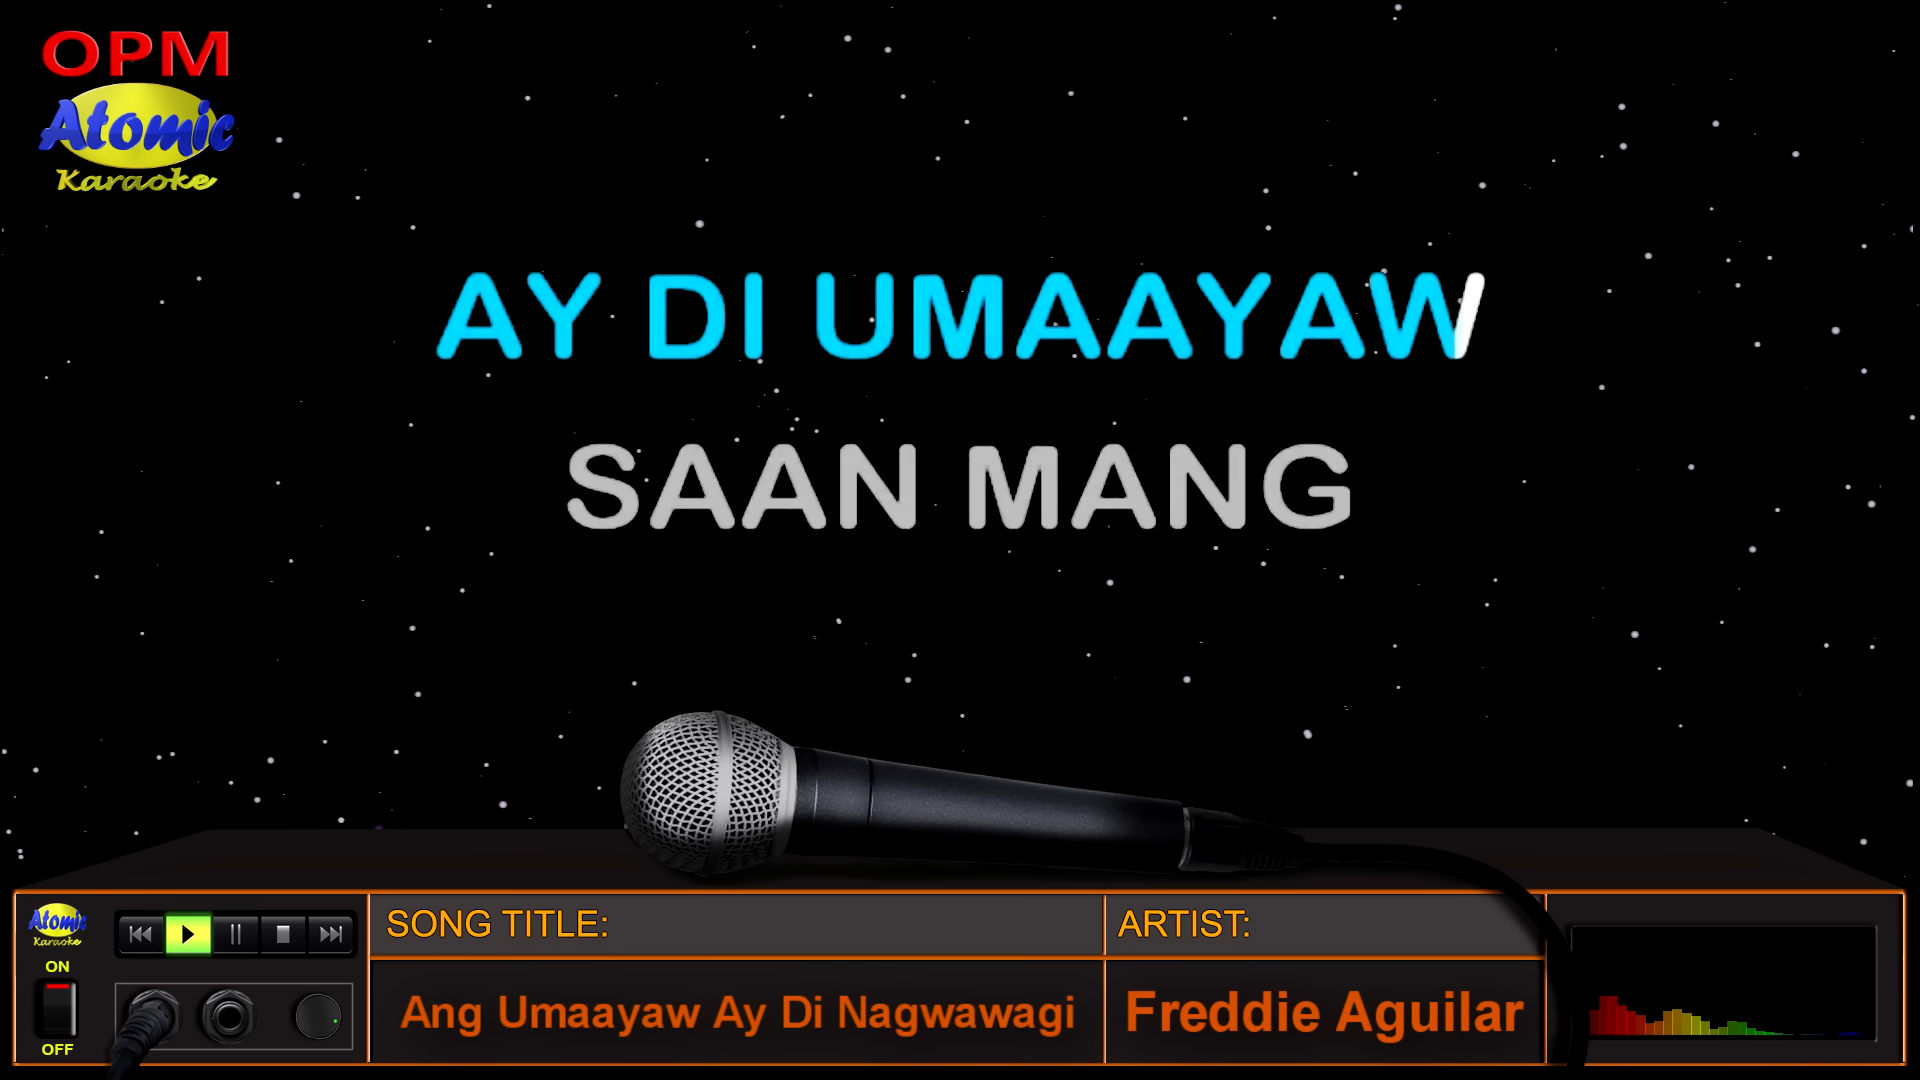 OPM
Atomic
Karaoke
AY DI UMAAYAW
SAAN MANG
Atomic
Karaoke
ON
OFF
SONG TITLE:
ARTIST:
Ang Umaayaw Ay Di Nagwawagi
Freddie Aguilar